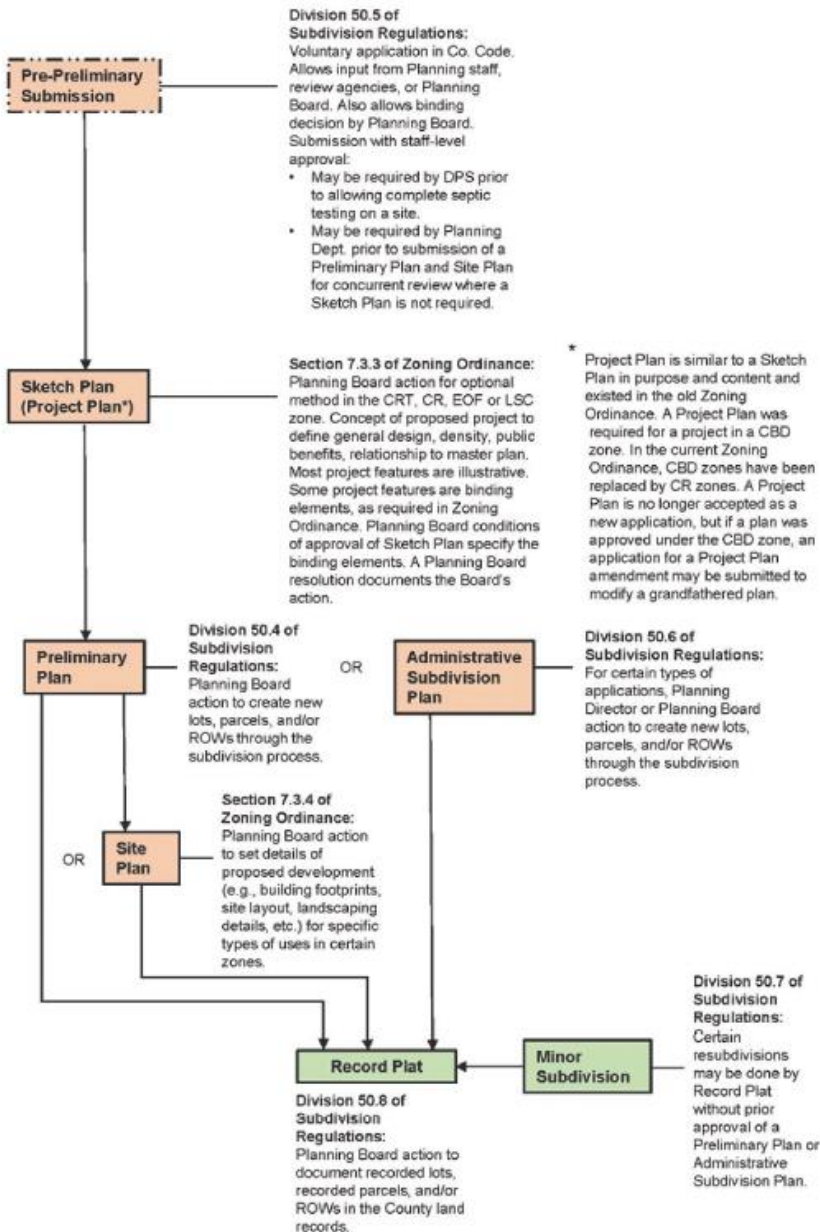 Division 50.5 of
Subdivision Regulations:
Voluntary application in Co. Code.
Allows input from Planning staff,
review agencies, or Planning
Board. Also allows binding
decision by Planning Board.
Submission with staff-level
approval:
• May be required by DPS prior
to allowing complete septic
testing on a site.
• May be required by Planning
Dept. prior to submission of a
Preliminary Plan and Site Plan
for concurrent review where a
Sketch Plan is not required.
Pre-Preliminary
Submission
Sketch Plan
(Project Plan*)
Section 7.3.3 of Zoning Ordinance:
Planning Board action for optional
method in the CRT, CR, EOF or LSC
zone. Concept of proposed project to
define general design, density, public
benefits, relationship to master plan.
Most project features are illustrative.
Some project features are binding
elements, as required in Zoning
Ordinance. Planning Board conditions
of approval of Sketch Plan specify the
binding elements. A Planning Board
resolution documents the Board's
action.
* Project Plan is similar to a Sketch
Plan in purpose and content and
existed in the old Zoning
Ordinance. A Project Plan was
required for a project in a CBD
zone. In the current Zoning
Ordinance, CBD zones have been
replaced by CR zones. A Project
Plan is no longer accepted as a
new application, but if a plan was
approved under the CBD zone, an
application for a Project Plan
amendment may be submitted to
modify a grandfathered plan.
Preliminary
Plan
Division 50.4 of
Subdivision
Regulations:
Planning Board
action to create new
lots, parcels, and/or
ROWs through the
subdivision process.
OR
Administrative
Subdivision
Plan
Division 50.6 of
Subdivision Regulations:
For certain types of
applications, Planning
Director or Planning Board
action to create new lots,
parcels, and/or ROWs
through the subdivision
process.
OR
Site
Plan
Section 7.3.4 of
Zoning Ordinance:
Planning Board action
to set details of
proposed development
(e.g., building footprints,
site layout, landscaping
details, etc.) for specific
types of uses in certain
zones.
Record Plat
Division 50.8 of
Subdivision
Regulations:
Planning Board action to
document recorded lots,
recorded parcels, and/or
ROWs in the County land
records.
Minor
Subdivision
Division 50.7 of
Subdivision
Regulations:
Certain
resubdivisions
may be done by
Record Plat
without prior
approval of a
Preliminary Plan or
Administrative
Subdivision Plan.